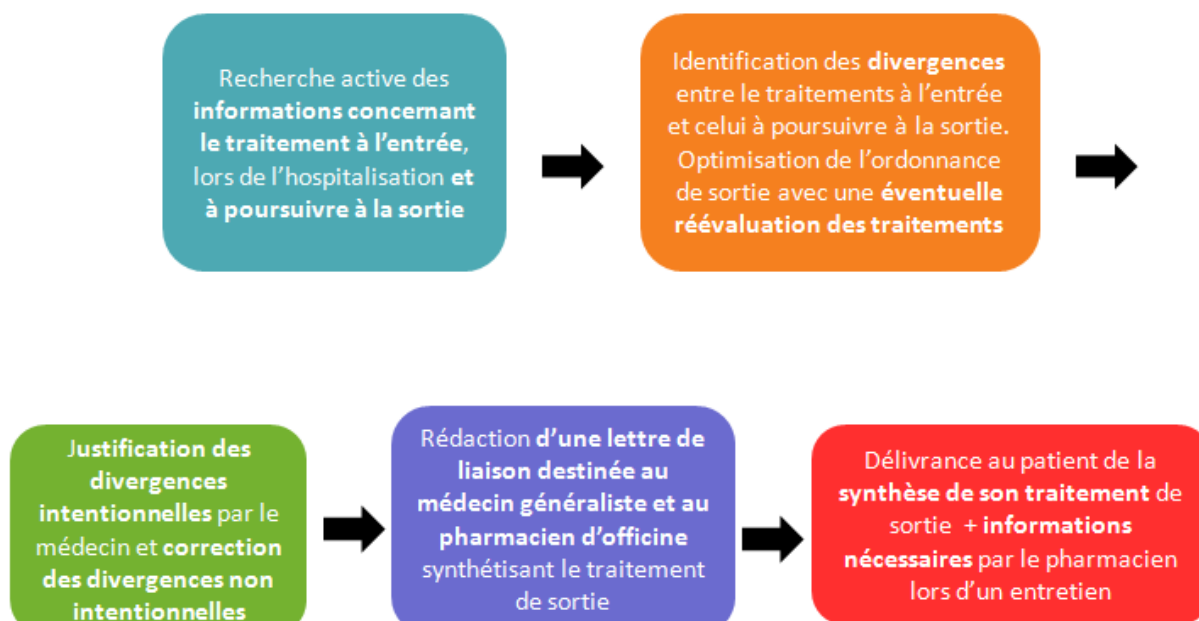 Recherche active des
informations concernant
le traitement à l'entrée,
lors de l'hospitalisation et
à poursuivre à la sortie
Identification des divergences
entre le traitements à l'entrée
et celui à poursuivre à la sortie.
Optimisation de l'ordonnance
de sortie avec une éventuelle
réévaluation des traitements
Justification des
divergences
intentionnelles par le
médecin et correction
des divergences non
intentionnelles
Rédaction d'une lettre de
liaison destinée au
médecin généraliste et au
pharmacien d'officine
synthétisant le traitement
de sortie
Délivrance au patient de la
synthèse de son traitement de
sortie + informations
nécessaires par le pharmacien
lors d'un entretien